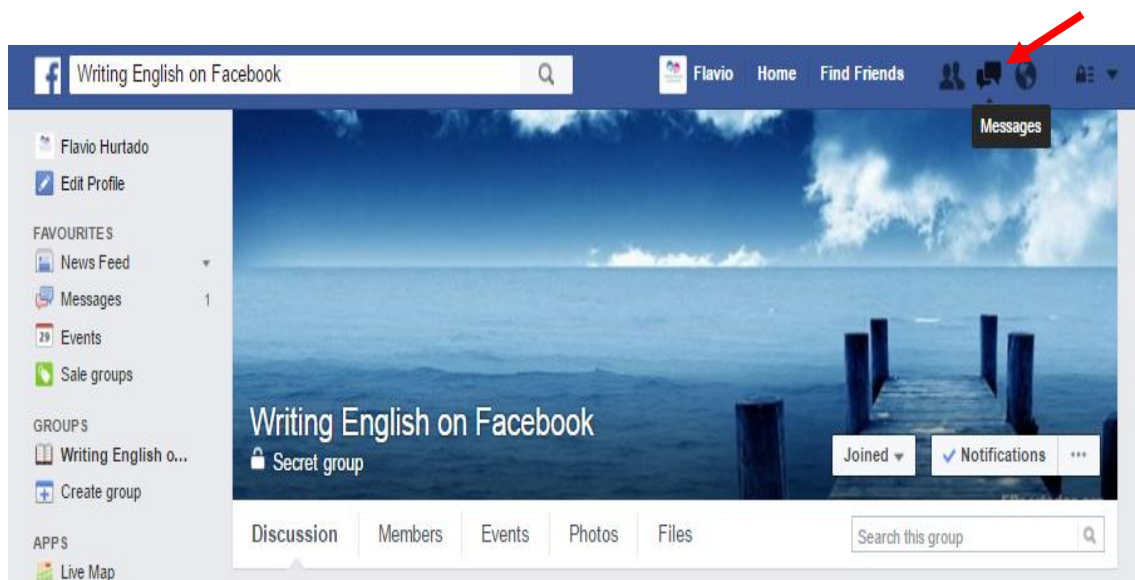 Writing English on Facebook
Flavio Home Find Friends
Messages
Flavio Hurtado
Edit Profile
FAVOURITES
News Feed
Messages 1
29 Events
Sale groups
GROUPS
Writing English o...
Create group
APPS
Live Map
Writing English on Facebook
Secret group
Joined
Notifications
Discussion Members Events Photos Files
Search this group